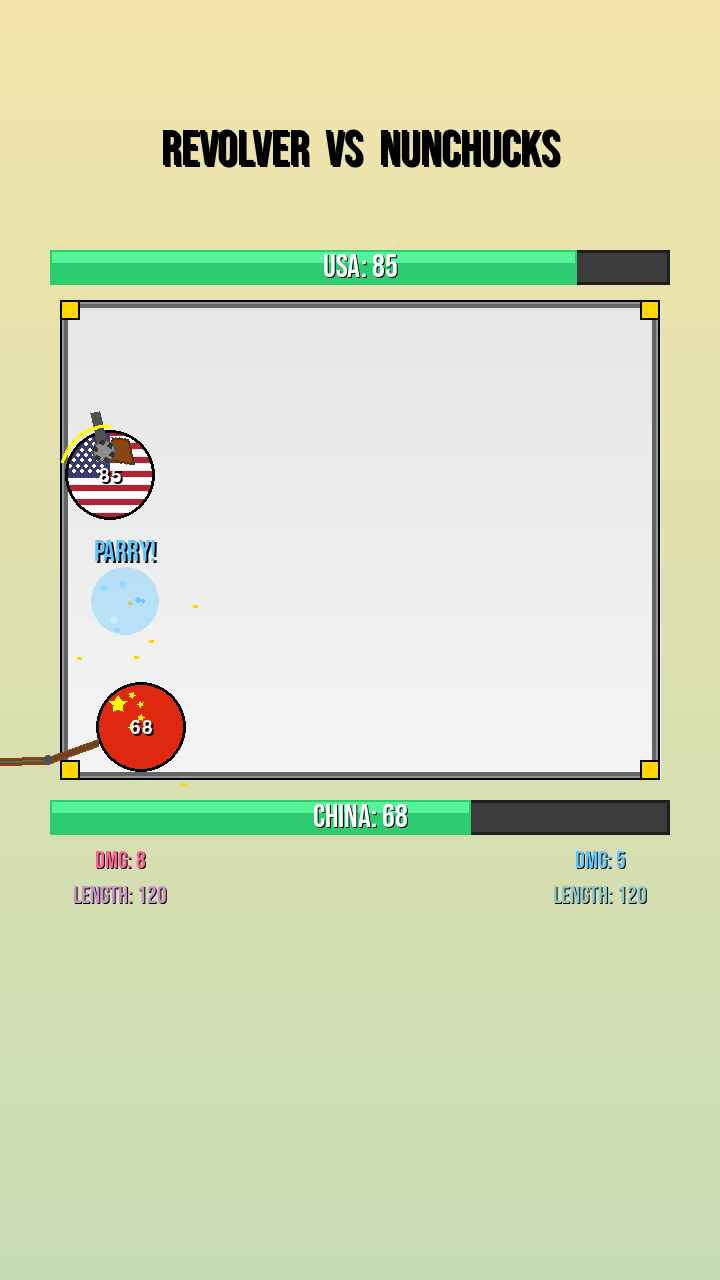 REVOLVER VS NUNCHUCKS
USA: 85
85
PARRY!
68
CHINA: 68
DMG: 8
DMG: 5
LENGTH: 120
LENGTH: 120